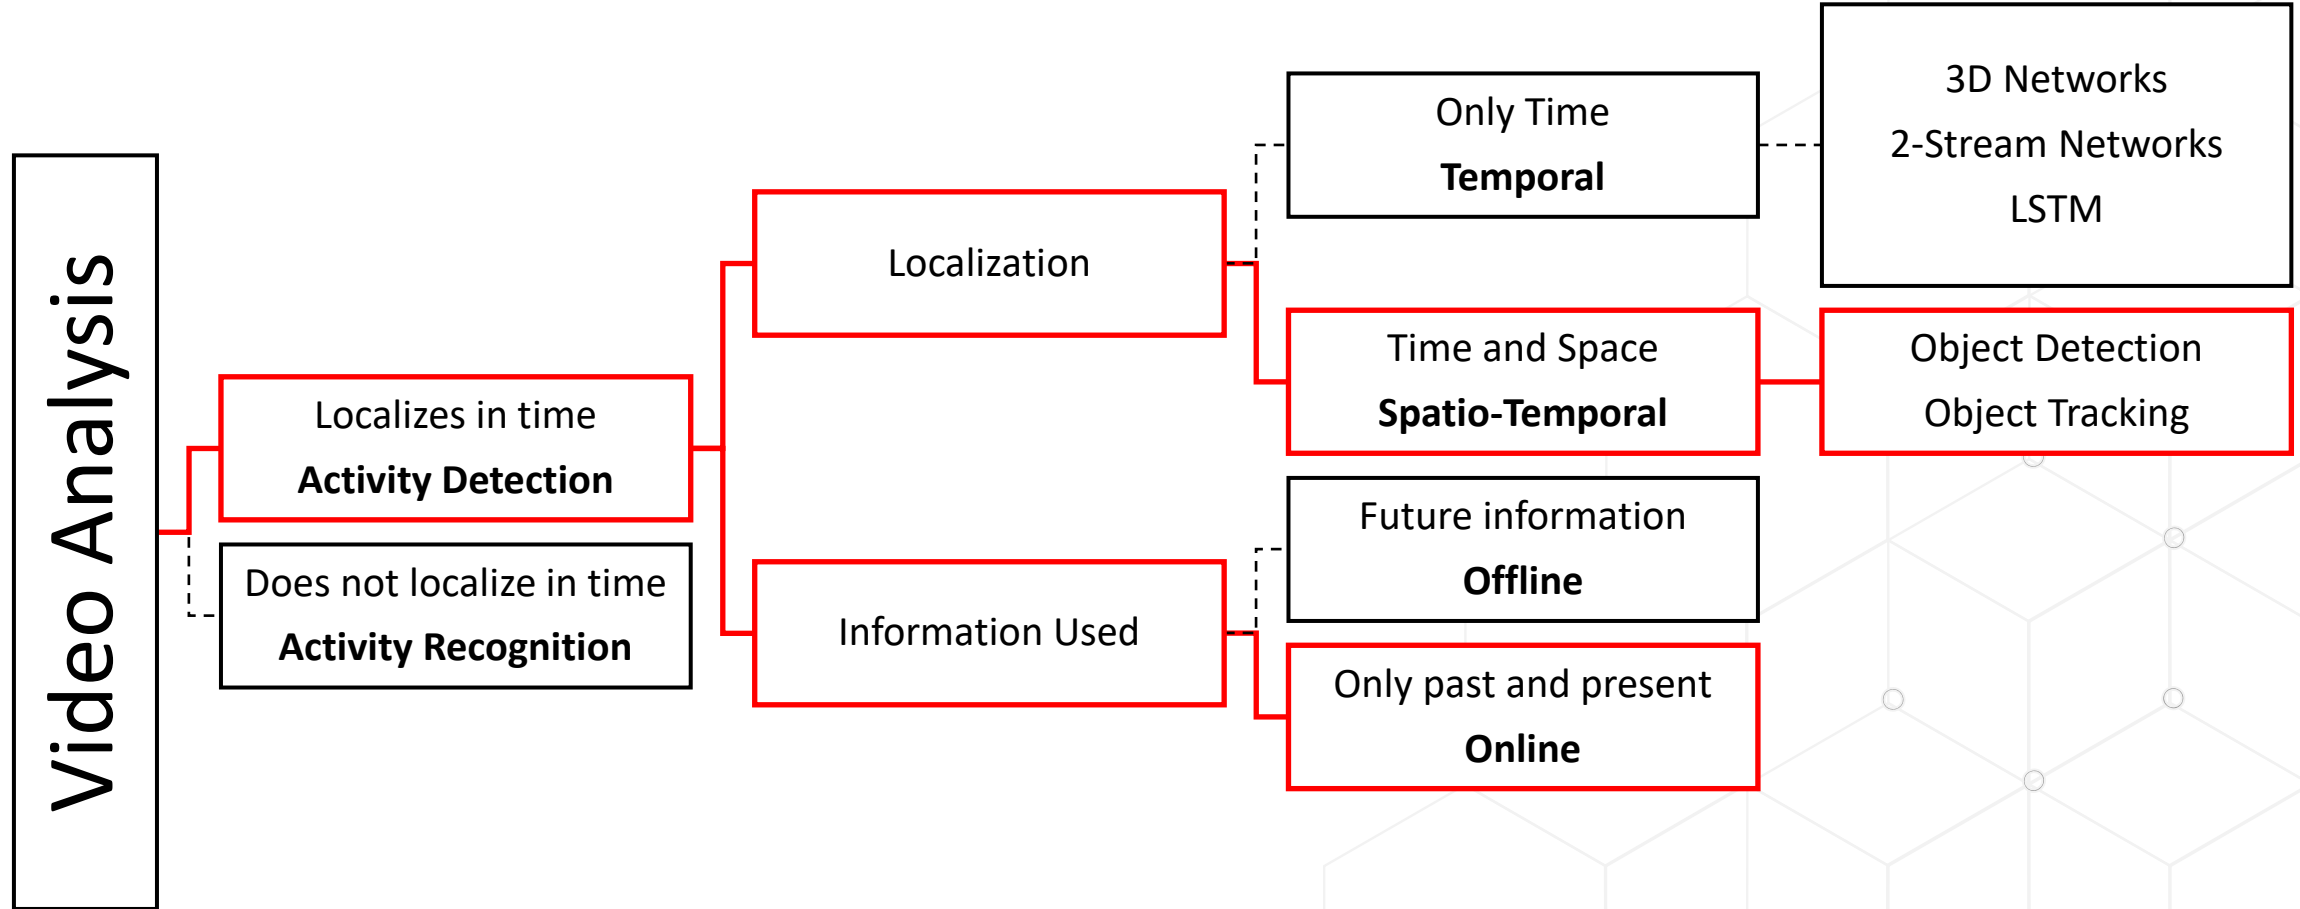 Video Analysis
Localizes in time
Activity Detection
Does not localize in time
Activity Recognition
Localization
Information Used
Only Time
Temporal
Time and Space
Spatio-Temporal
Future information
Offline
Only past and present
Online
3D Networks
2-Stream Networks
LSTM
Object Detection
Object Tracking